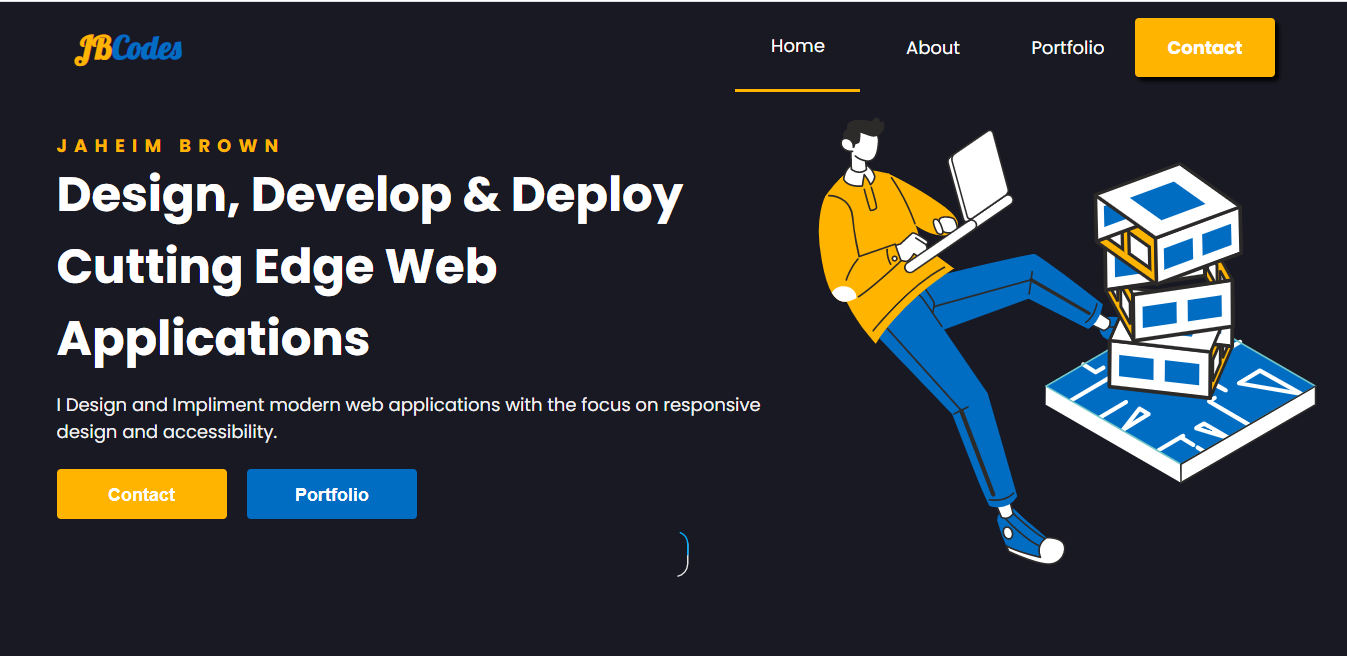 JBCodes
Home
About
Portfolio
Contact
JAHEIM BROWN
Design, Develop & Deploy
Cutting Edge Web
Applications
I Design and Impliment modern web applications with the focus on responsive
design and accessibility.
Contact
Portfolio